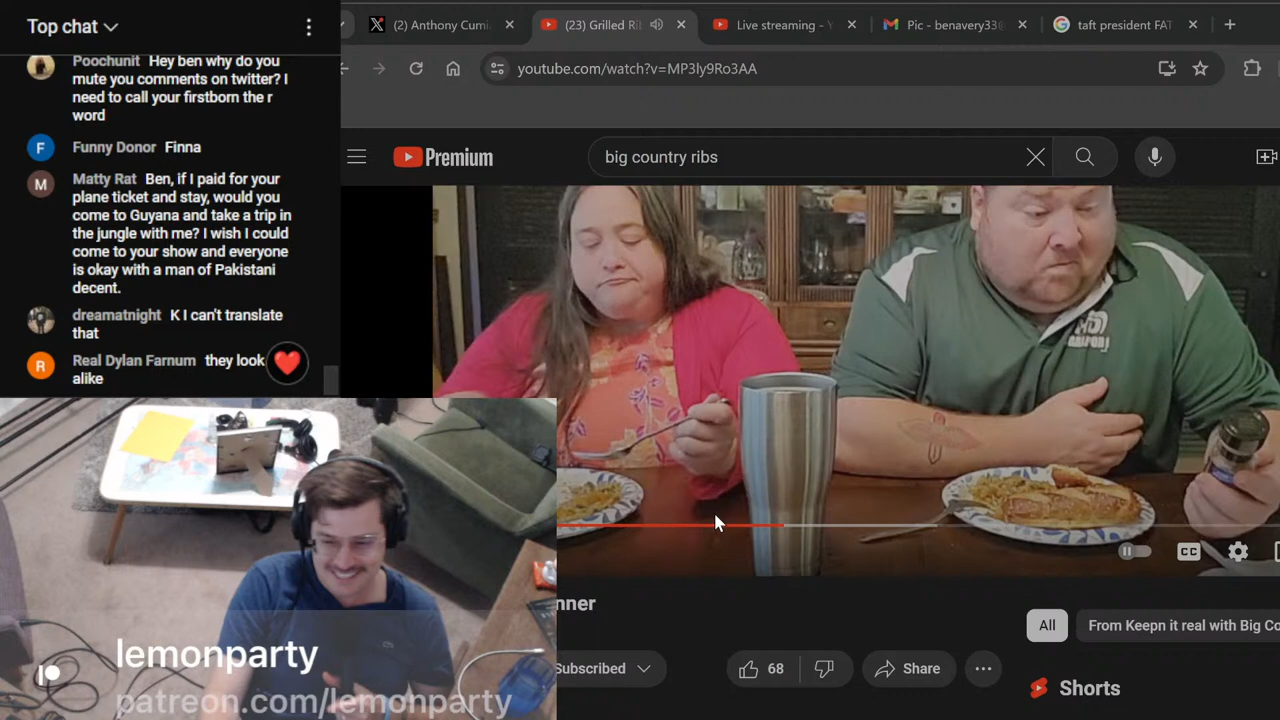 Top chat
Poochunit Hey ben why do you
mute you comments on twitter? I
need to call your firstborn the r
word
F Funny Donor Finna
M Matty Rat Ben, if I paid for your
plane ticket and stay, would you
come to Guyana and take a trip in
the jungle with me? I wish I could
come to your show and everyone
is okay with a man of Pakistani
decent.
dreamatnight K I can't translate
that
R Real Dylan Farnum they look
alike
(2) Anthony Cumi
(23) Grilled Ri
Live streaming - Y
Pic - benavery33@
taft president FAT
youtube.com/watch?v=MP3ly9Ro3AA
Premium
big country ribs
CC
nner
Subscribed
68
Share
All
From Keepn it real with Big Co
Shorts
lemonparty
patreon.com/lemonparty